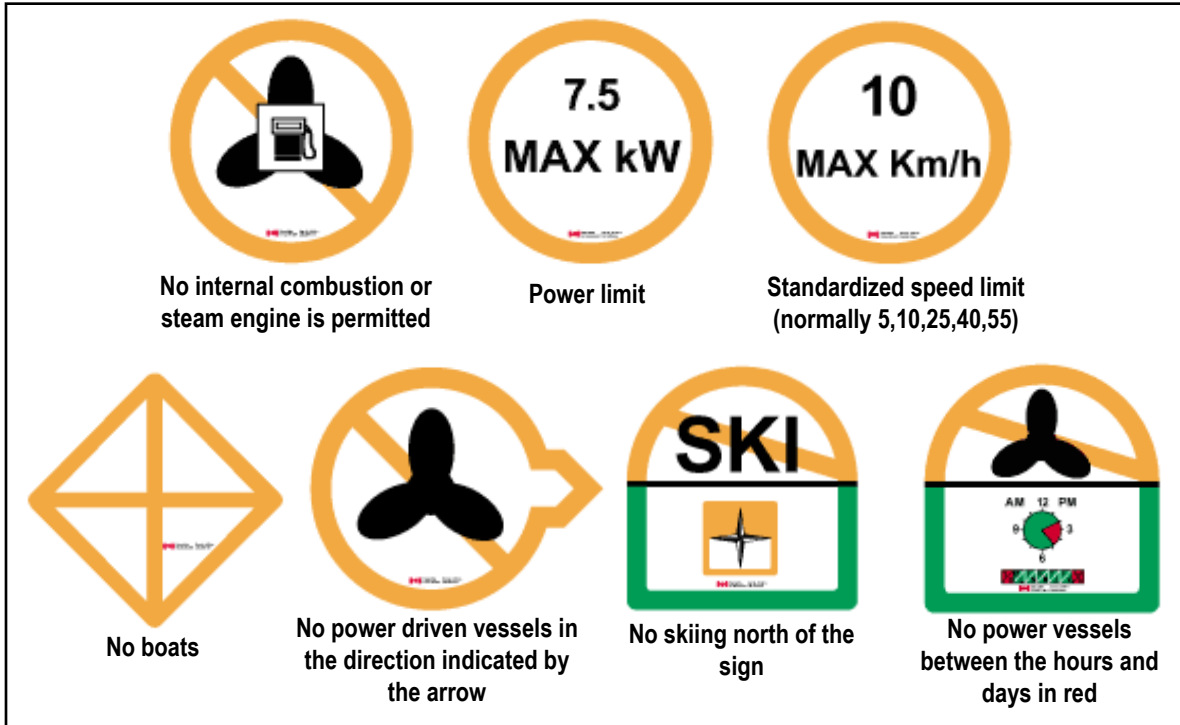 7.5
MAX kW
10
MAX Km/h
No internal combustion or
steam engine is permitted
Power limit
Standardized speed limit
(normally 5,10,25,40,55)
SKI
AM 12 PM
9 3
6
No boats
No power driven vessels in
the direction indicated by
the arrow
No skiing north of the
sign
No power vessels
between the hours and
days in red